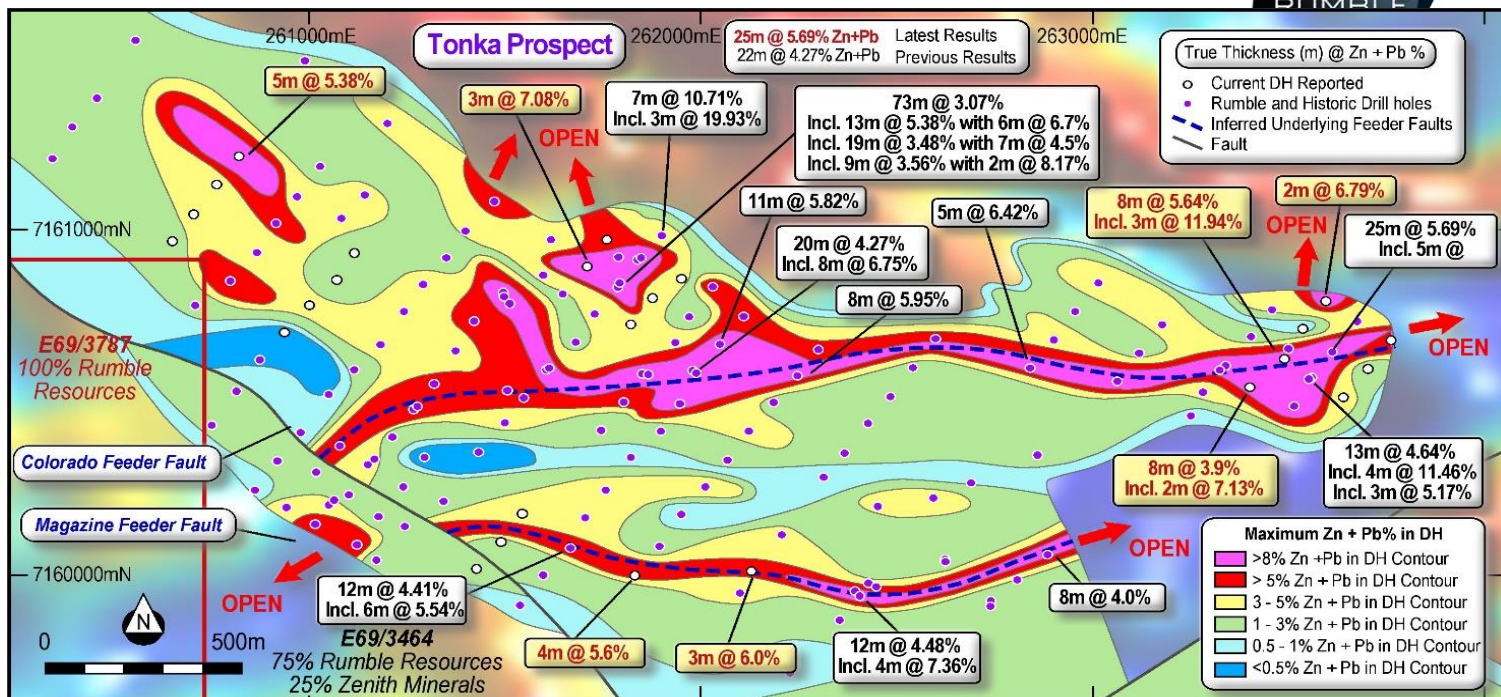 RUMBLE
261000mE
262000mE
263000mE
Tonka Prospect
25m @ 5.69% Zn+Pb Latest Results
22m @ 4.27% Zn+Pb Previous Results
True Thickness (m) @ Zn + Pb %
Current DH Reported
Rumble and Historic Drill holes
Inferred Underlying Feeder Faults
Fault
5m @ 5.38%
3m @ 7.08%
7m @ 10.71%
Incl. 3m @ 19.93%
73m @ 3.07%
Incl. 13m @ 5.38% with 6m @ 6.7%
Incl. 19m @ 3.48% with 7m @ 4.5%
Incl. 9m @ 3.56% with 2m @ 8.17%
OPEN
OPEN
11m @ 5.82%
5m @ 6.42%
8m @ 5.64%
Incl. 3m @ 11.94%
2m @ 6.79%
OPEN
25m @ 5.69%
Incl. 5m @
7161000mN
20m @ 4.27%
Incl. 8m @ 6.75%
8m @ 5.95%
E69/3787
100% Rumble
Resources
OPEN
Colorado Feeder Fault
8m @ 3.9%
Incl. 2m @ 7.13%
13m @ 4.64%
Incl. 4m @ 11.46%
Incl. 3m @ 5.17%
Magazine Feeder Fault
OPEN
7160000mN
OPEN
12m @ 4.41%
Incl. 6m @ 5.54%
8m @ 4.0%
N
0 500m
E69/3464
75% Rumble Resources
25% Zenith Minerals
4m @ 5.6%
3m @ 6.0%
12m @ 4.48%
Incl. 4m @ 7.36%
Maximum Zn + Pb% in DH
>8% Zn +Pb in DH Contour
> 5% Zn + Pb in DH Contour
3 - 5% Zn + Pb in DH Contour
1 - 3% Zn + Pb in DH Contour
0.5 - 1% Zn + Pb in DH Contour
<0.5% Zn + Pb in DH Contour